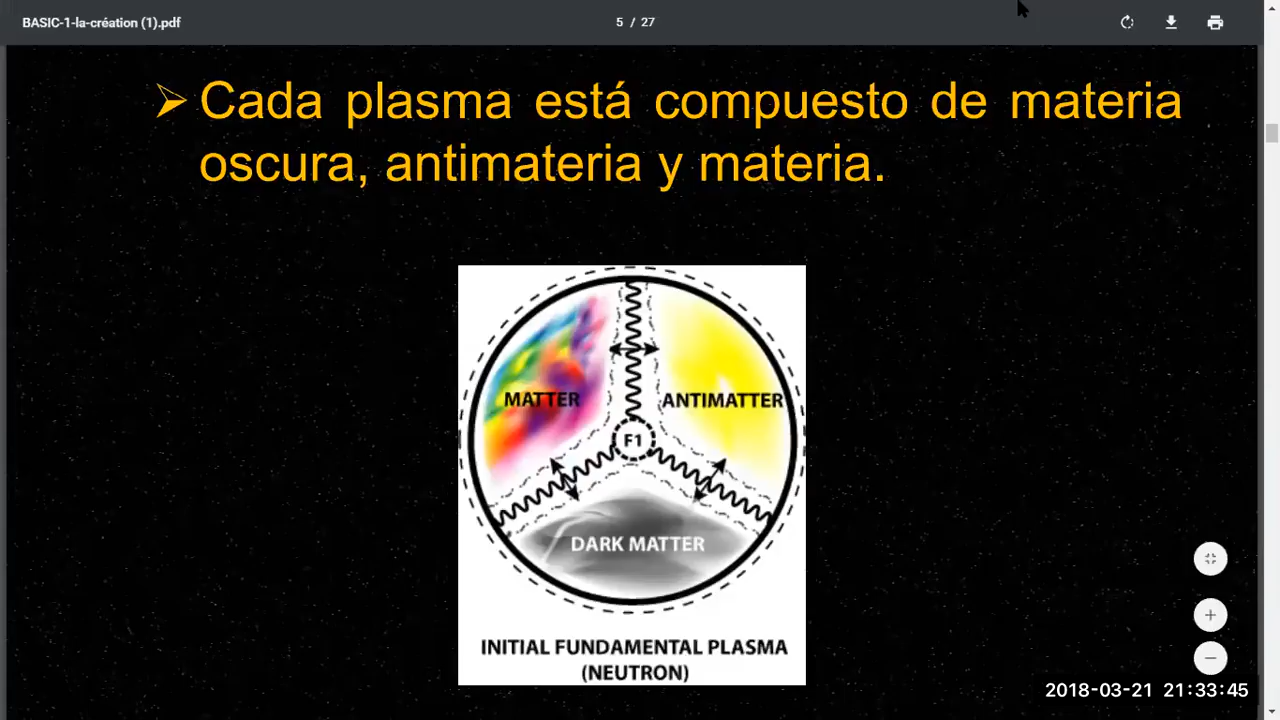 BASIC-1-la-création (1).pdf
5 / 27
➢ Cada plasma está compuesto de materia
oscura, antimateria y materia.
MATTER
ANTIMATTER
F1
DARK MATTER
INITIAL FUNDAMENTAL PLASMA
(NEUTRON)
2018-03-21 21:33:45